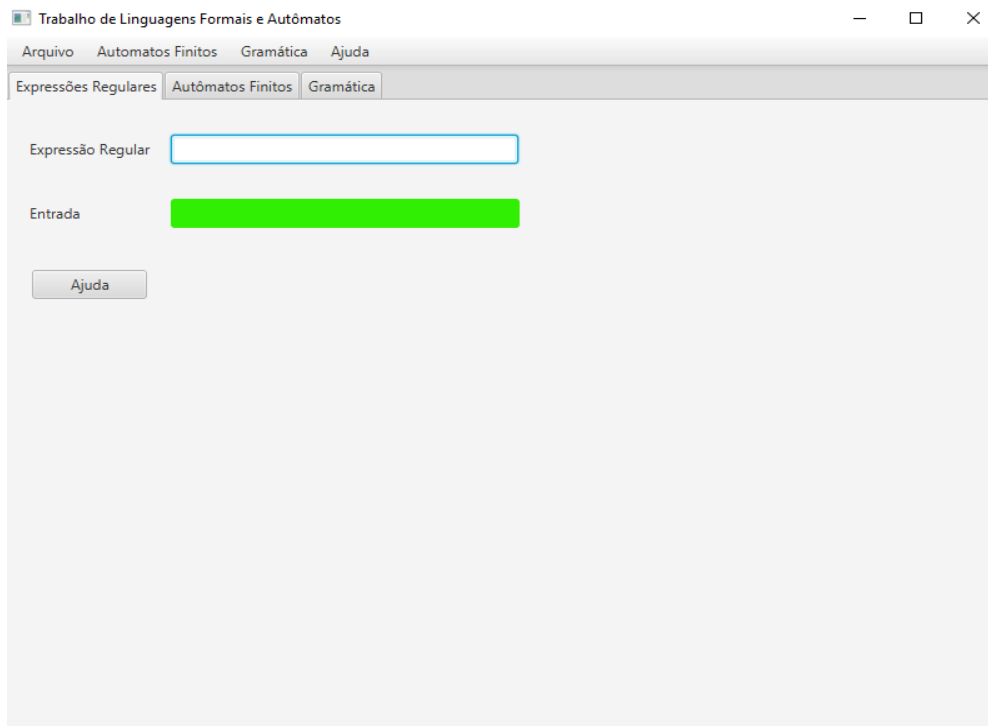 Trabalho de Linguagens Formais e Autômatos
Arquivo Automatos Finitos Gramática Ajuda
Expressões Regulares Autômatos Finitos Gramática
Expressão Regular
Entrada
Ajuda